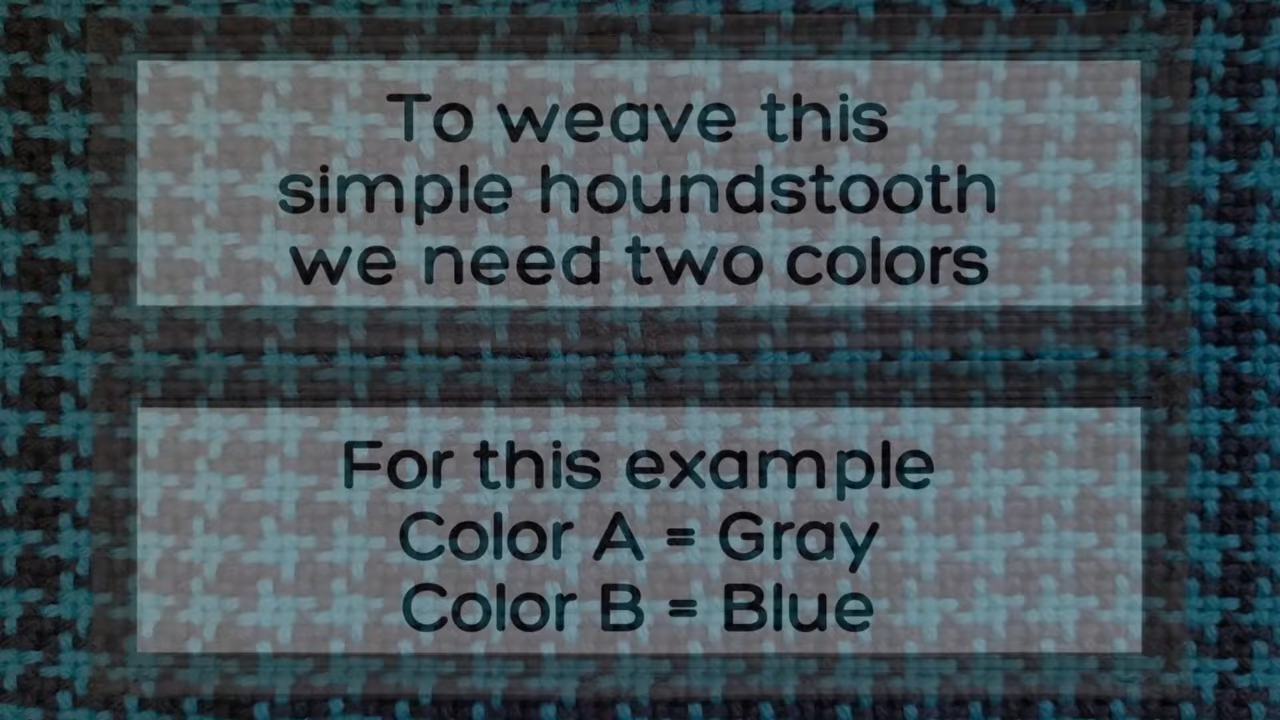 To weave this
simple houndstooth
we need two colors
For this example
Color A = Gray
Color B = Blue